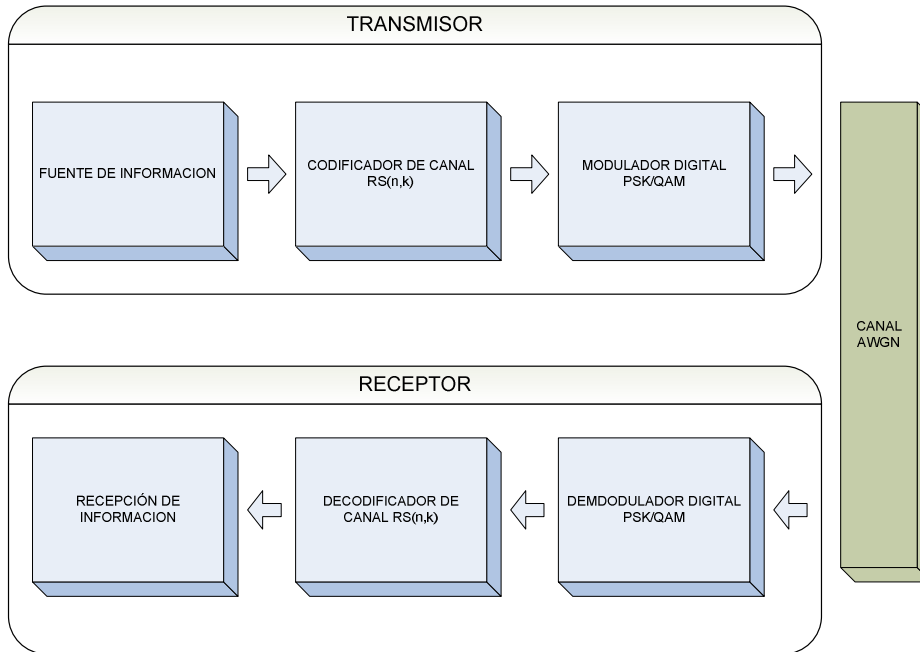 TRANSMISOR
FUENTE DE INFORMACION
CODIFICADOR DE CANAL
RS(n,k)
MODULADOR DIGITAL
PSK/QAM
CANAL
AWGN
RECEPTOR
RECEPCIÓN DE
INFORMACION
DECODIFICADOR DE
CANAL RS(n,k)
DEMDODULADOR DIGITAL
PSK/QAM